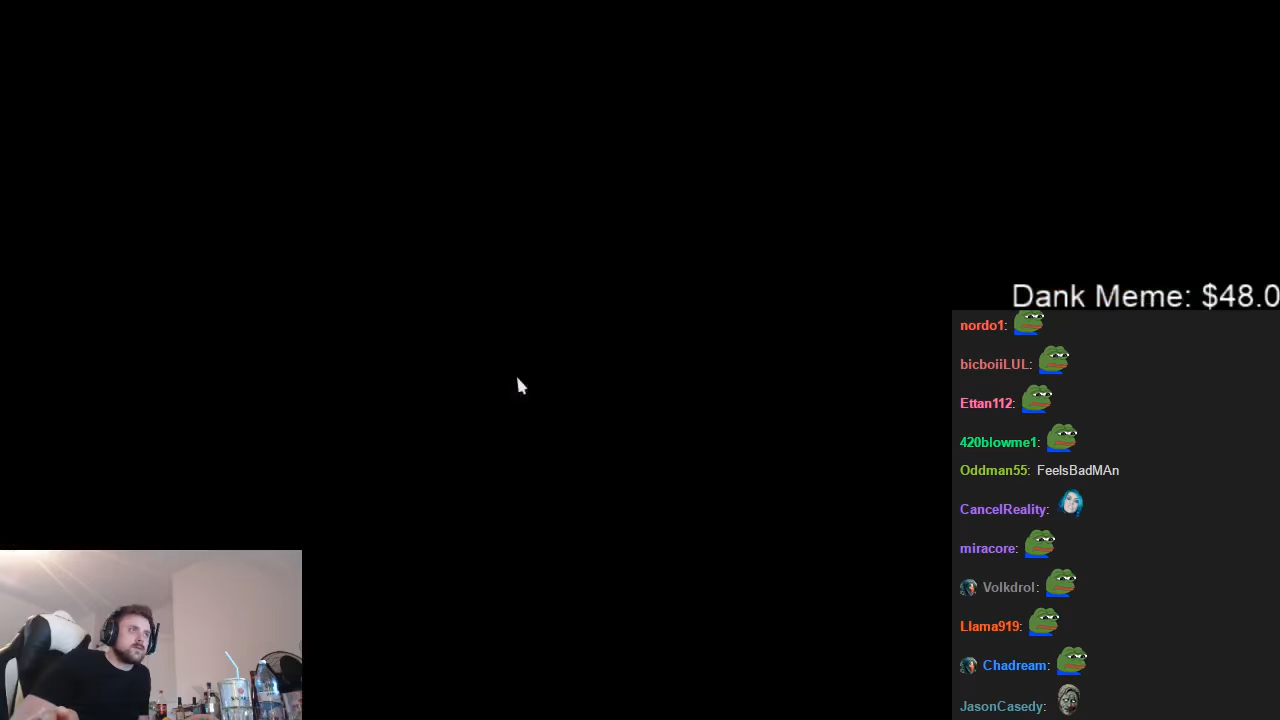 Dank Meme: $48.0
nordo1:
bicboiiLUL:
Ettan112:
420blowme1:
Oddman55: FeelsBadMAn
CancelReality:
miracore:
Volkdrol:
Llama919:
Chadream:
JasonCasedy: